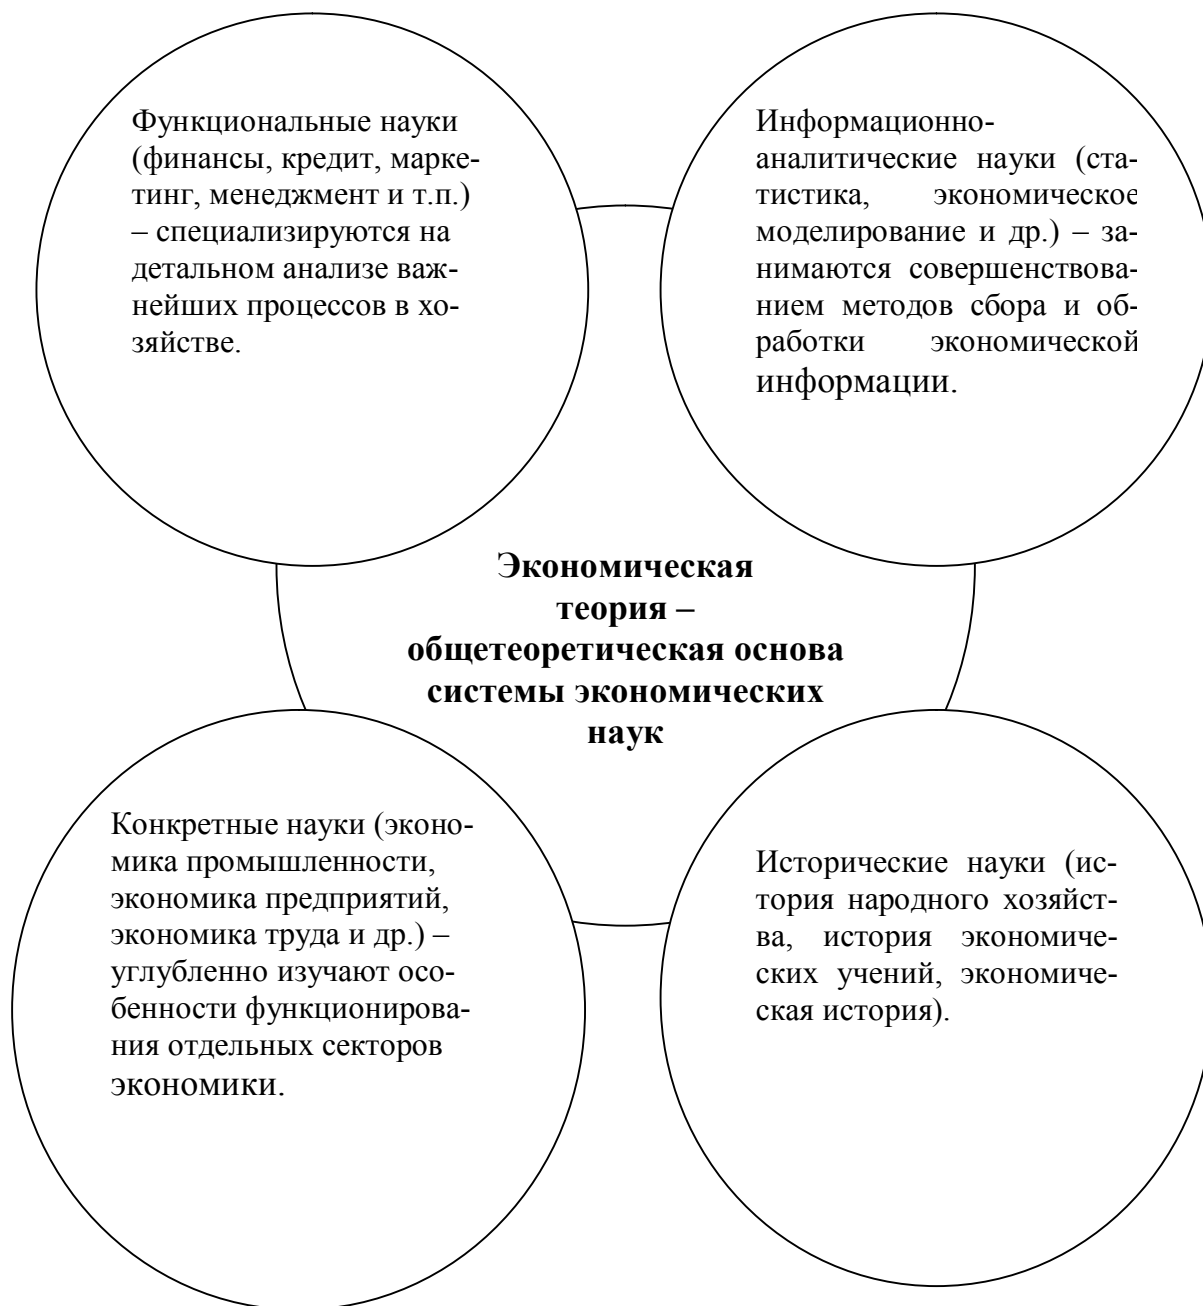 Функциональные науки
(финансы, кредит, марке-
тинг, менеджмент и т.п.)
– специализируются на
детальном анализе важ-
нейших процессов в хо-
зяйстве.
Информационно-
аналитические науки (ста-
тистика, экономическое
моделирование и др.) – за-
нимаются совершенствова-
нием методов сбора и об-
работки экономической
информации.
Экономическая
теория –
общетеоретическая основа
системы экономических
наук
Конкретные науки (эконо-
мика промышленности,
экономика предприятий,
экономика труда и др.) –
углубленно изучают осо-
бенности функционирова-
ния отдельных секторов
экономики.
Исторические науки (ис-
тория народного хозяйст-
ва, история экономиче-
ских учений, экономиче-
ская история).